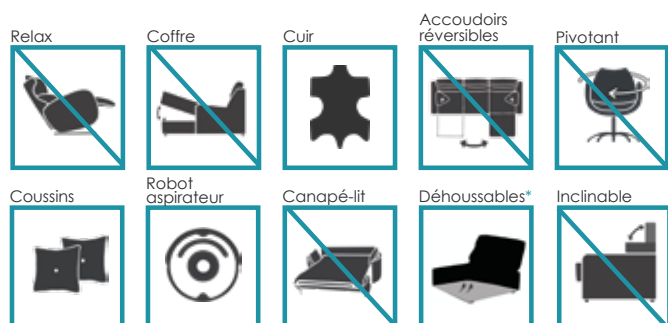 Relax
Coffre
Cuir
Accoudoirs
réversibles
Pivotant
Coussins
Robot
aspirateur
Canapé-lit
Déhoussables*
Inclinable